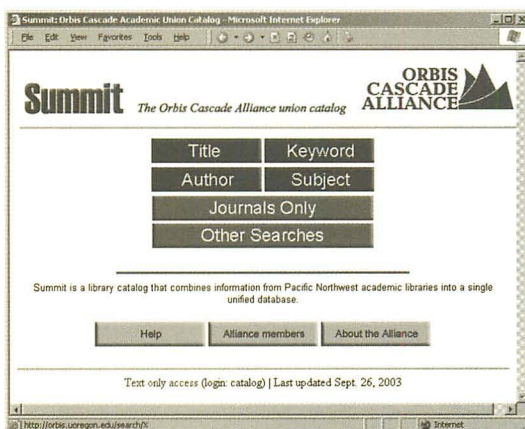 Summit: Orbis Cascade Academic Union Catalog - Microsoft Internet Explorer
File Edit View Favorites Tools Help
Summit The Orbis Cascade Alliance union catalog
ORBIS
CASCADE
ALLIANCE
Title Keyword
Author Subject
Journals Only
Other Searches
Summit is a library catalog that combines information from Pacific Northwest academic libraries into a single
unified database.
Help Alliance members About the Alliance
Text only access (login: catalog) | Last updated Sept. 26, 2003
http://orbis.uoregon.edu/search/X Internet